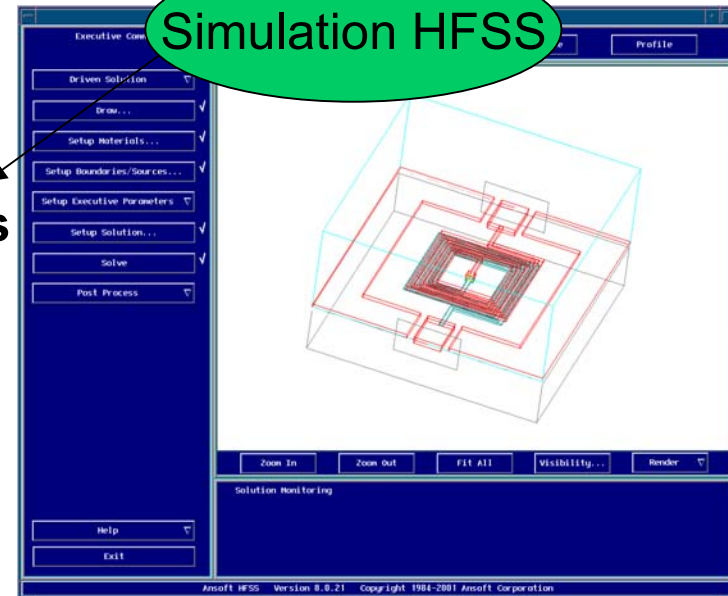 Simulation HFSS
Executive Com
Profile
Driven Solution
Draw...
Setup Materials...
Setup Boundaries/Sources...
Setup Executive Parameters
s
Setup Solution...
Solve
Post Process
Zoom In Zoom Out Fit All Visibility... Render
Solution Monitoring
Help
Exit
Ansoft HFSS Version 8.0.21 Copyright 1984-2001 Ansoft Corporation